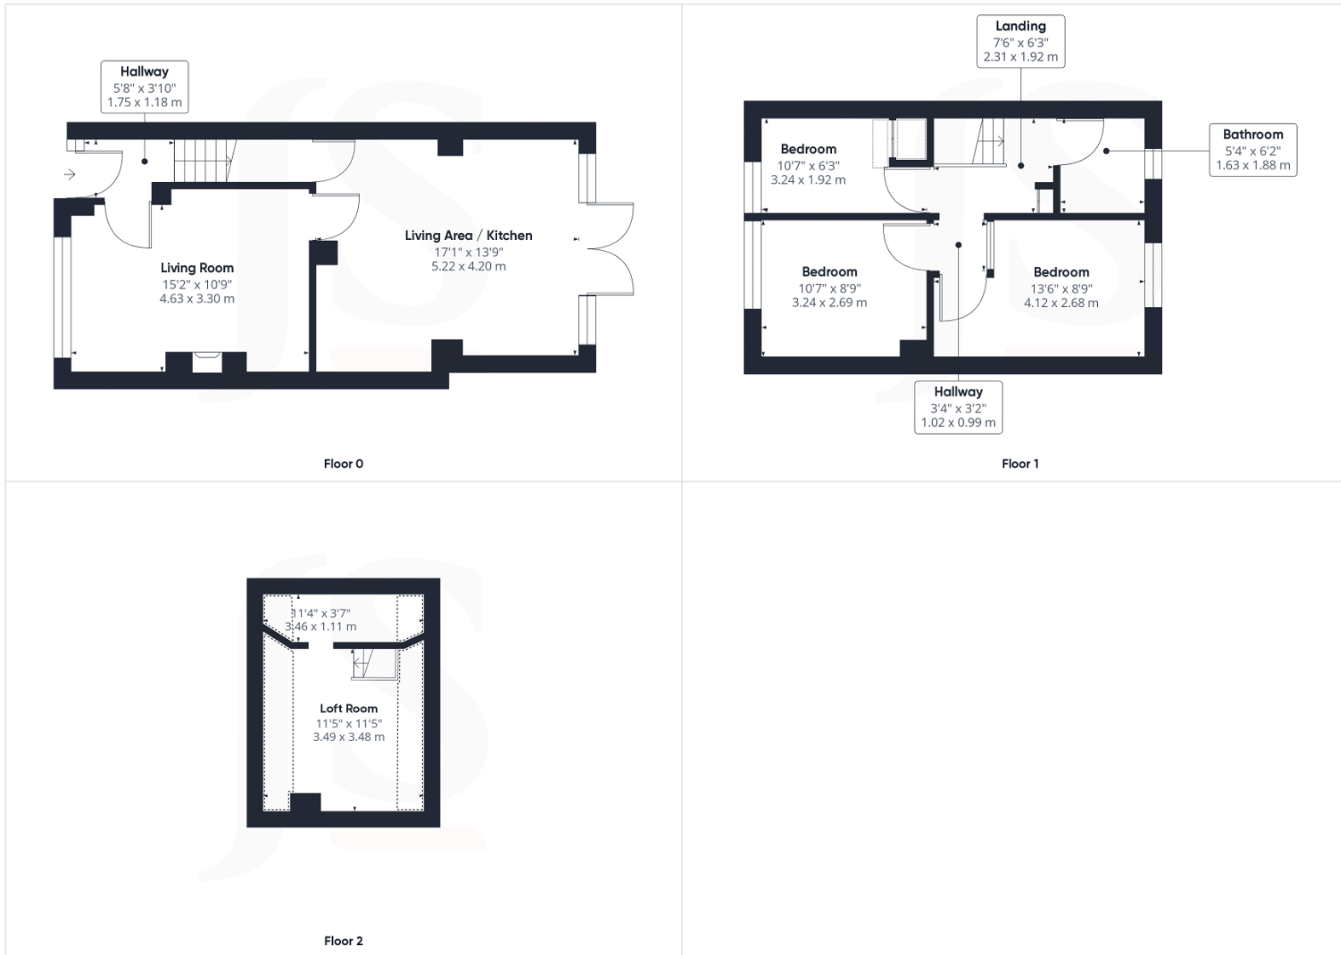 Hallway
5'8" x 3'10"
1.75 x 1.18 m
Living Room
15'2" x 10'9"
4.63 x 3.30 m
Living Area / Kitchen
17'1" x 13'9"
5.22 x 4.20 m
Floor 0
Landing
7'6" x 6'3"
2.31 x 1.92 m
Bedroom
10'7" x 6'3"
3.24 x 1.92 m
Bathroom
5'4" x 6'2"
1.63 x 1.88 m
Bedroom
10'7" x 8'9"
3.24 x 2.69 m
Bedroom
13'6" x 8'9"
4.12 x 2.68 m
Hallway
3'4" x 3'2"
1.02 x 0.99 m
Floor 1
11'4" x 3'7"
3.46 x 1.11 m
Loft Room
11'5" x 11'5"
3.49 x 3.48 m
Floor 2